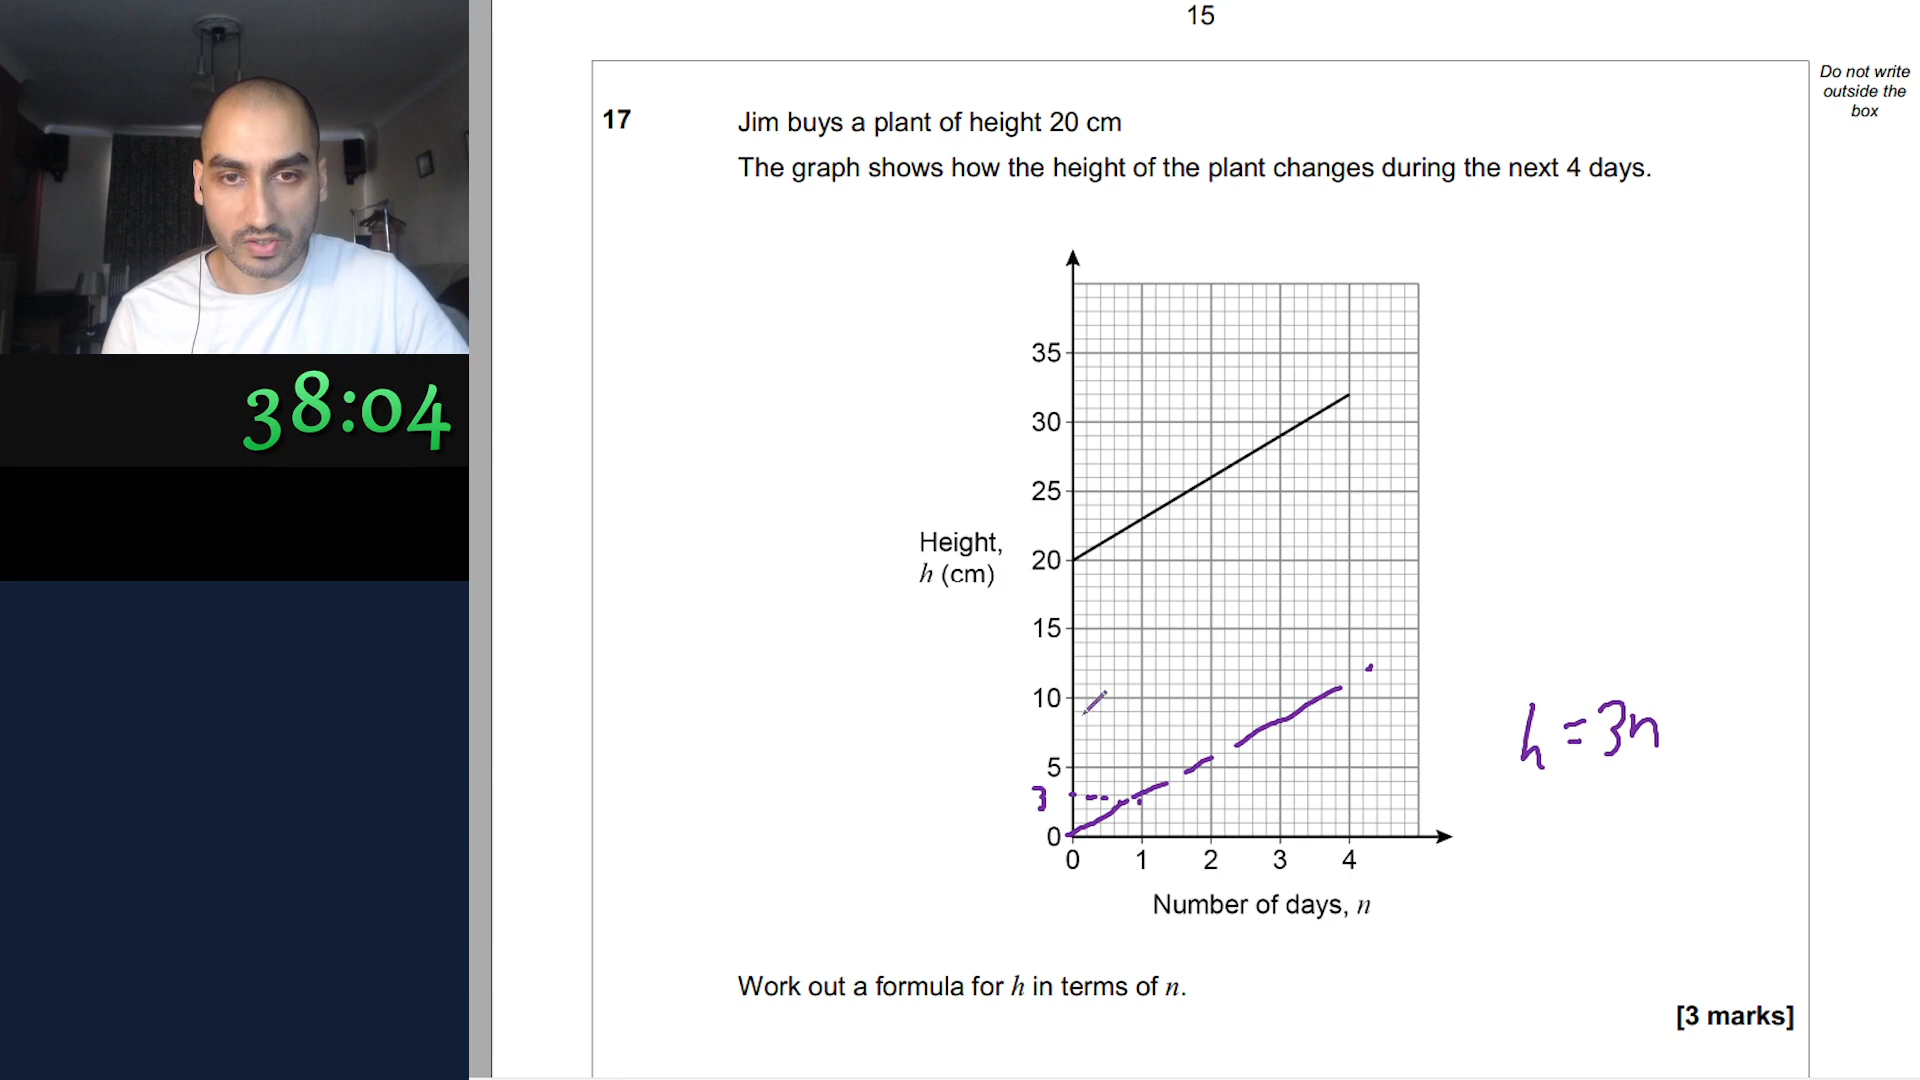 15
Do not write
outside the
box
17
Jim buys a plant of height 20 cm
The graph shows how the height of the plant changes during the next 4 days.
38:04
35
30
25
Height,
h (cm)
20
15
10
h = 3n
5
3
0
0 1 2 3 4
Number of days, n
Work out a formula for h in terms of n.
[3 marks]